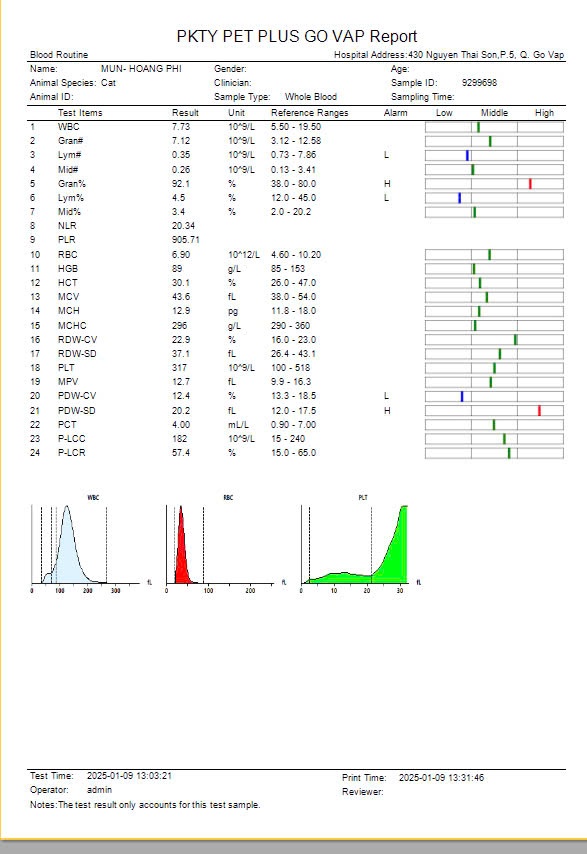 PKTY PET PLUS GO VAP Report
Blood Routine Hospital Address:430 Nguyen Thai Son,P.5, Q. Go Vap
Name: MUN- HOANG PHI Gender: Age:
Animal Species: Cat Clinician: Sample ID: 9299698
Animal ID: Sample Type: Whole Blood Sampling Time:
Test Items Result Unit Reference Ranges Alarm Low Middle High
1 WBC 7.73 10^9/L 5.50 - 19.50
2 Gran# 7.12 10^9/L 3.12 - 12.58
3 Lym# 0.35 10^9/L 0.73 - 7.86 L
4 Mid# 0.26 10^9/L 0.13 - 3.41
5 Gran% 92.1 % 38.0 - 80.0 H
6 Lym% 4.5 % 12.0 - 45.0 L
7 Mid% 3.4 % 2.0 - 20.2
8 NLR 20.34
9 PLR 905.71
10 RBC 6.90 10^12/L 4.60 - 10.20
11 HGB 89 g/L 85 - 153
12 HCT 30.1 % 26.0 - 47.0
13 MCV 43.6 fL 38.0 - 54.0
14 MCH 12.9 pg 11.8 - 18.0
15 MCHC 296 g/L 290 - 360
16 RDW-CV 22.9 % 16.0 - 23.0
17 RDW-SD 37.1 fL 26.4 - 43.1
18 PLT 317 10^9/L 100 - 518
19 MPV 12.7 fL 9.9 - 16.3
20 PDW-CV 12.4 % 13.3 - 18.5 L
21 PDW-SD 20.2 fL 12.0 - 17.5 H
22 PCT 4.00 mL/L 0.90 - 7.00
23 P-LCC 182 10^9/L 15 - 240
24 P-LCR 57.4 % 15.0 - 65.0
WBC RBC PLT
fL fL fL
0 100 200 300 0 100 200 0 10 20 30
Test Time: 2025-01-09 13:03:21 Print Time: 2025-01-09 13:31:46
Operator: admin Reviewer:
Notes:The test result only accounts for this test sample.